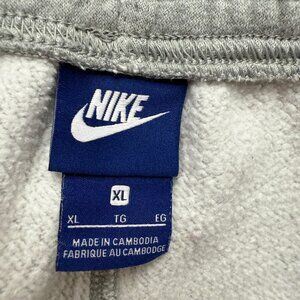 NIKE
XL
XL TG EG
MADE IN CAMBODIA
FABRIQUE AU CAMBODGE